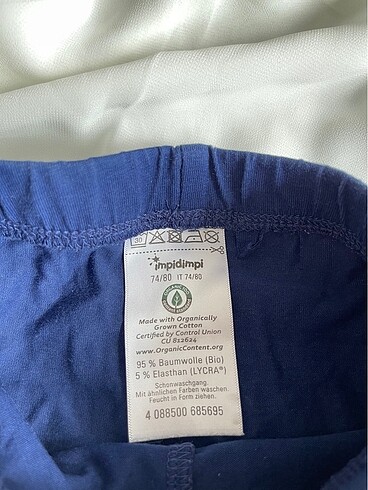 30
impidimpi
74/80 IT 74/80
Made with Organically
Grown Cotton
Certified by Control Union
CU 812624
www.OrganicContent.org
95 % Baumwolle (Bio)
5 % Elasthan (LYCRA®)
Schonwaschgang.
Mit ähnlichen Farben waschen.
Feucht in Form ziehen.
4 088500 685695